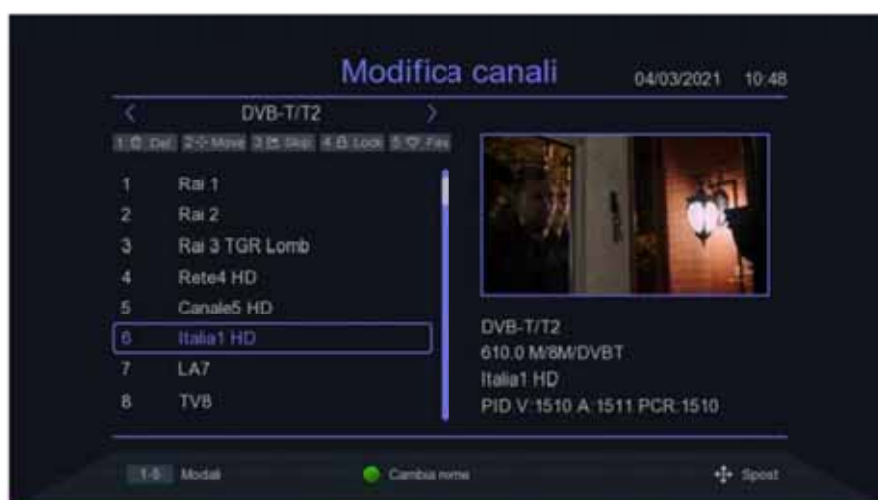 Modifica canali
04/03/2021 10:48
DVB-T/T2
1 Del 2 Move 3 Skip 4 Lock 5 Fav
1 Rai 1
2 Rai 2
3 Rai 3 TGR Lomb
4 Rete4 HD
5 Canale5 HD
6 Italia1 HD
7 LA7
8 TV8
DVB-T/T2
610.0 M/8M/DVBT
Italia1 HD
PID V:1510 A:1511 PCR:1510
1-5 Modali
Cambia nome
Spost